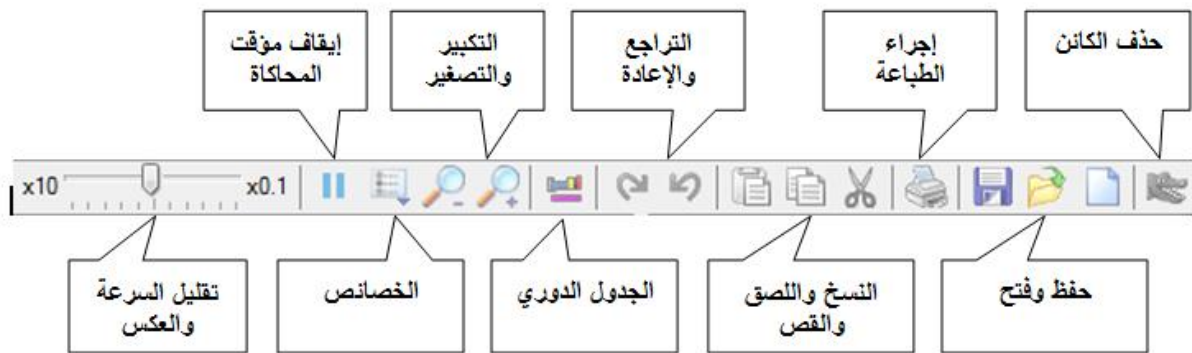 حذف الكائن
إجراء
الطباعة
التراجع
والإعادة
التكبير
والتصغير
إيقاف مؤقت
المحاكاة
x0.1
x10
حفظ وفتح
النسخ واللصق
والقص
الجدول الدوري
الخصائص
تقليل السرعة
والعكس